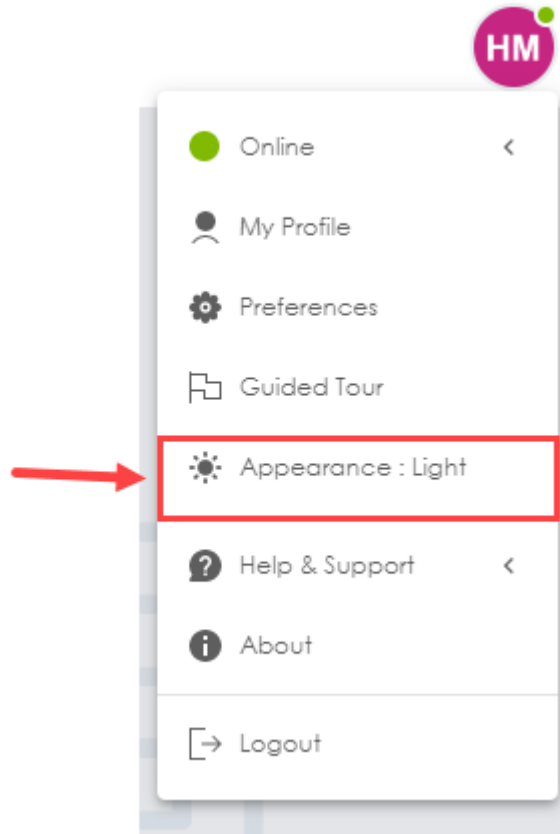 HM
Online
My Profile
Preferences
Guided Tour
Appearance : Light
Help & Support
About
Logout